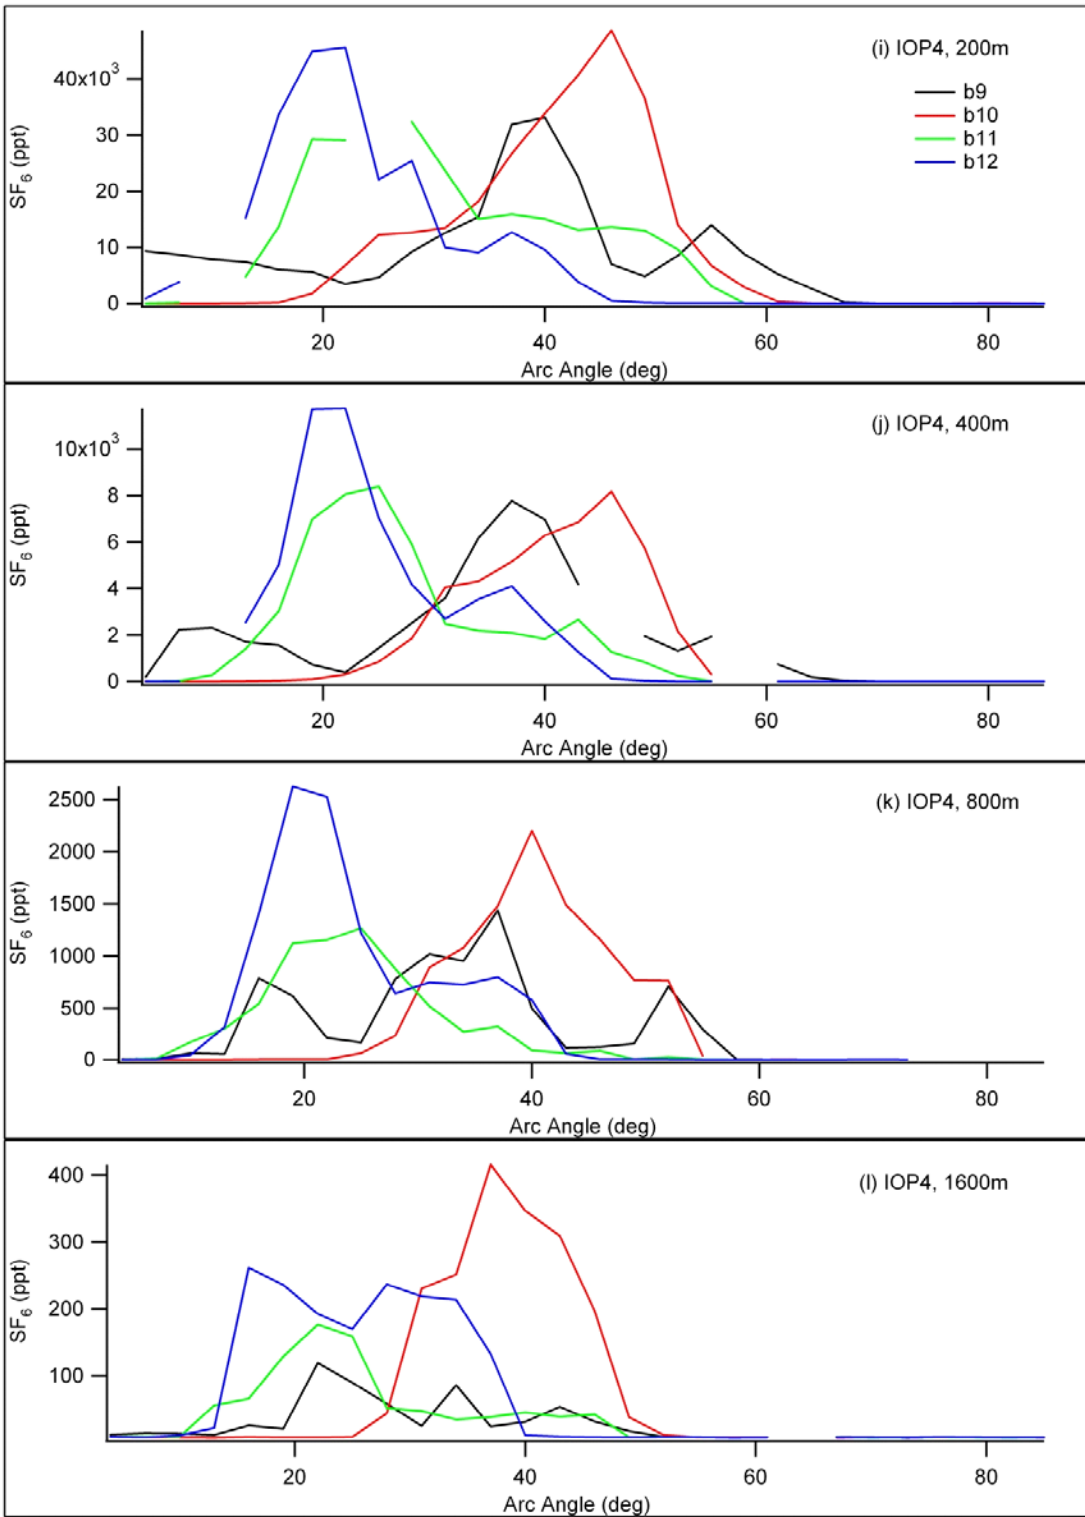 (i) IOP4, 200m
b9
b10
b11
b12
SF6 (ppt)
40x10³
30
20
10
0
20 40 60 80
Arc Angle (deg)
(j) IOP4, 400m
SF6 (ppt)
10x10³
8
6
4
2
0
20 40 60 80
Arc Angle (deg)
(k) IOP4, 800m
SF6 (ppt)
2500
2000
1500
1000
500
0
20 40 60 80
Arc Angle (deg)
(l) IOP4, 1600m
SF6 (ppt)
400
300
200
100
20 40 60 80
Arc Angle (deg)